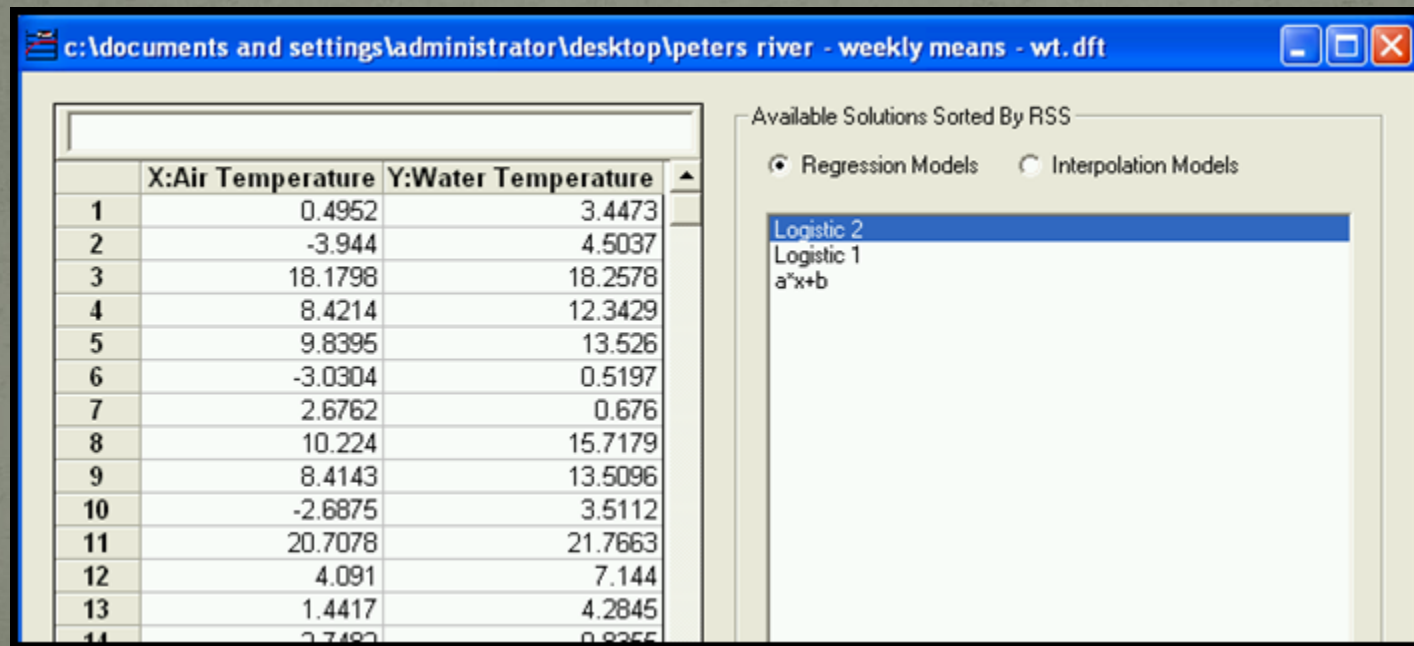 c:\documents and settings\administrator\desktop\peters river - weekly means - wt.dft
X:Air Temperature Y:Water Temperature
1 0.4952 3.4473
2 -3.944 4.5037
3 18.1798 18.2578
4 8.4214 12.3429
5 9.8395 13.526
6 -3.0304 0.5197
7 2.6762 0.676
8 10.224 15.7179
9 8.4143 13.5096
10 -2.6875 3.5112
11 20.7078 21.7663
12 4.091 7.144
13 1.4417 4.2845
14
Available Solutions Sorted By RSS
Regression Models Interpolation Models
Logistic 2
Logistic 1
a*x+b